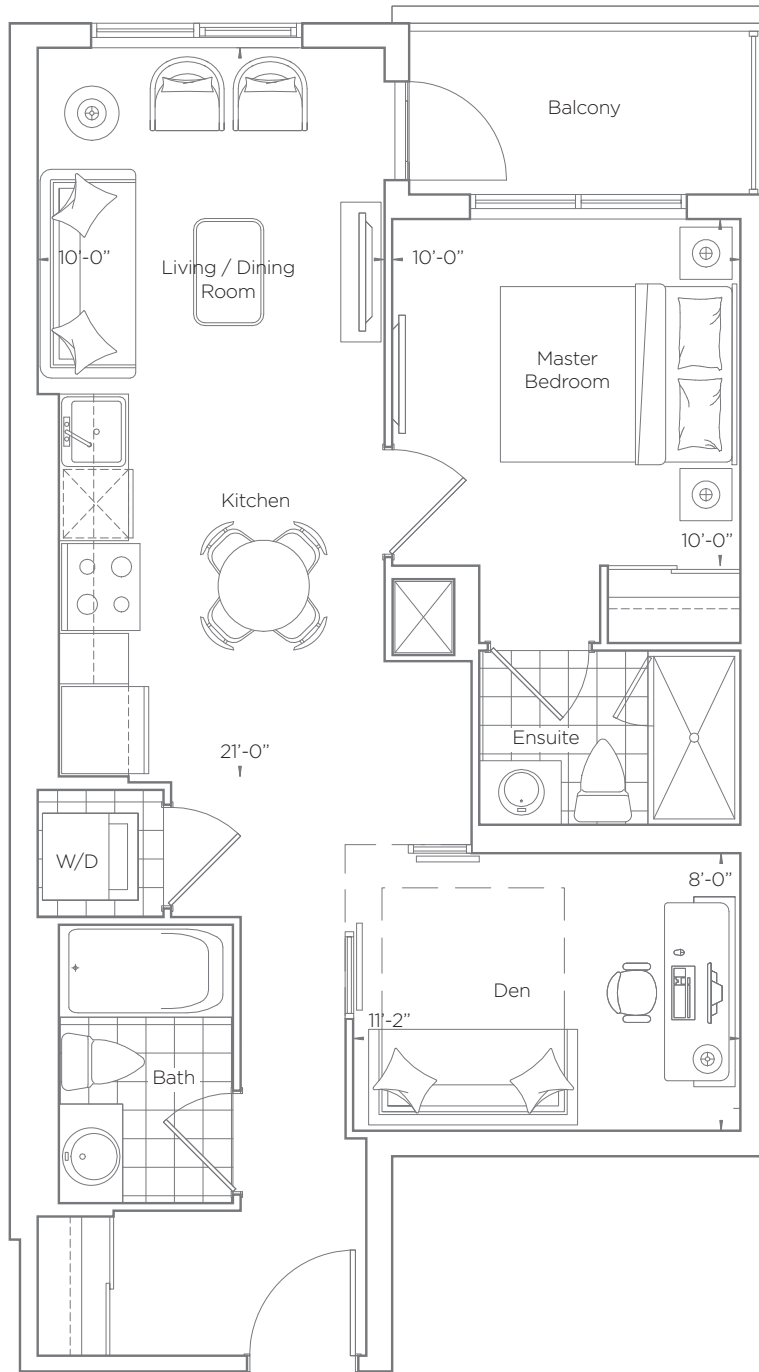 Balcony
10’-0”
Living / Dining
Room
10’-0”
Master
Bedroom
Kitchen
10’-0”
Ensuite
21’-0”
W/D
8’-0”
Den
11’-2”
Bath